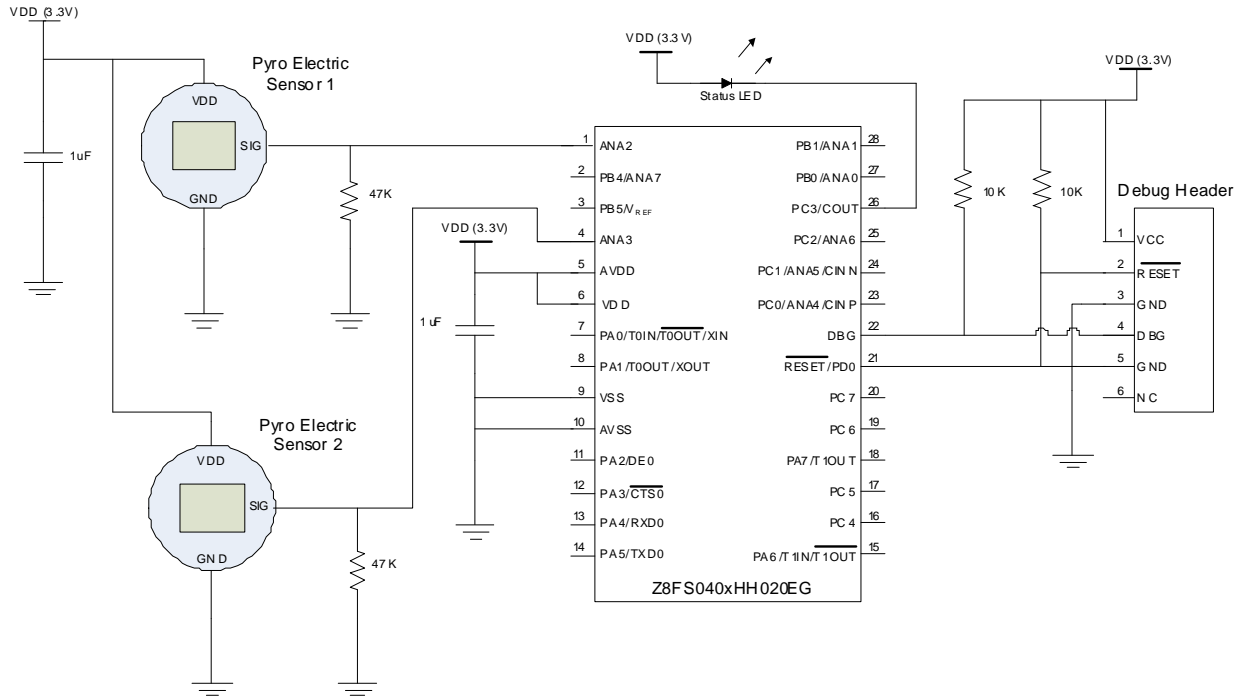 VDD (3.3V)
Pyro Electric
Sensor 1
VDD
SIG
GND
1uF
47K
Pyro Electric
Sensor 2
VDD
SIG
GND
47K
VDD (3.3V)
1uF
VDD (3.3V)
Status LED
1 ANA2
2 PB4/ANA7
3 PB5/VREF
4 ANA3
5 AVDD
6 VDD
7 PA0/T0IN/T0OUT/XIN
8 PA1/T0OUT/XOUT
9 VSS
10 AVSS
11 PA2/DE0
12 PA3/CTS0
13 PA4/RXD0
14 PA5/TXD0
PB1/ANA1 28
PB0/ANA0 27
PC3/COUT 26
PC2/ANA6 25
PC1/ANA5/CINN 24
PC0/ANA4/CINP 23
DBG 22
RESET/PD0 21
PC7 20
PC6 19
PA7/T1OUT 18
PC5 17
PC4 16
PA6/T1IN/T1OUT 15
Z8FS040xHH020EG
VDD (3.3V)
10K
10K
Debug Header
1 VCC
2 RESET
3 GND
4 DBG
5 GND
6 NC